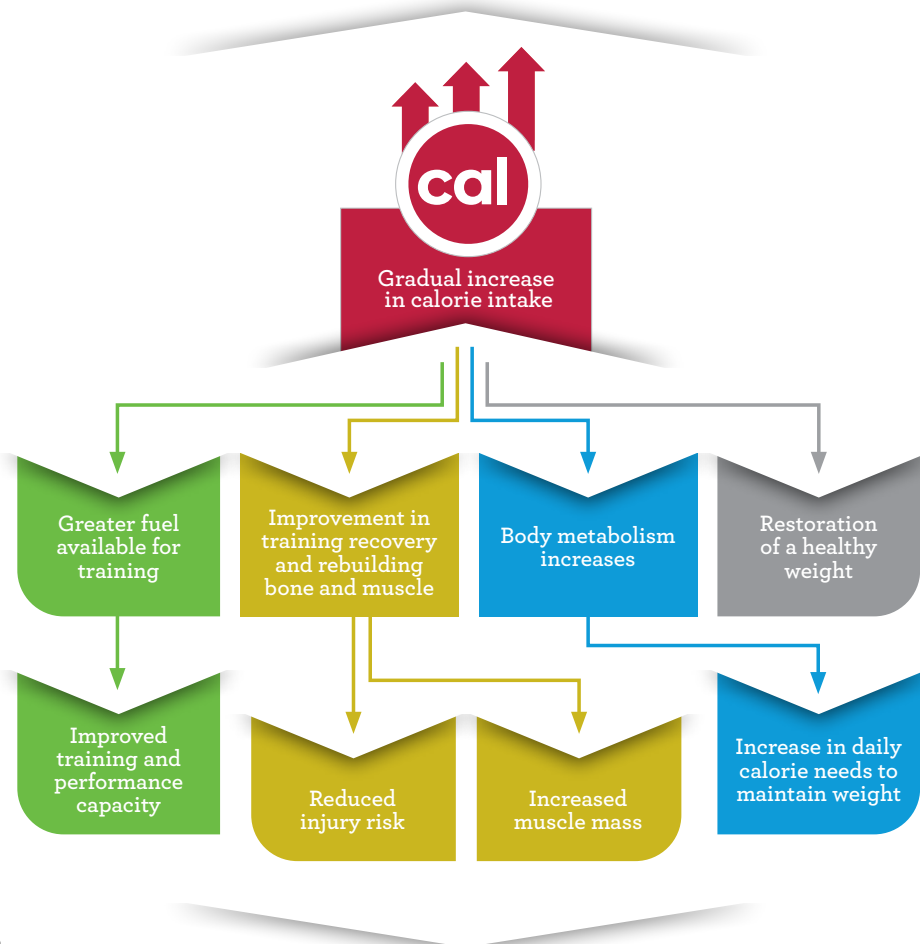 cal
Gradual increase
in calorie intake
Greater fuel
available for
training
Improvement in
training recovery
and rebuilding
bone and muscle
Body metabolism
increases
Restoration
of a healthy
weight
Improved
training and
performance
capacity
Reduced
injury risk
Increased
muscle mass
Increase in daily
calorie needs to
maintain weight